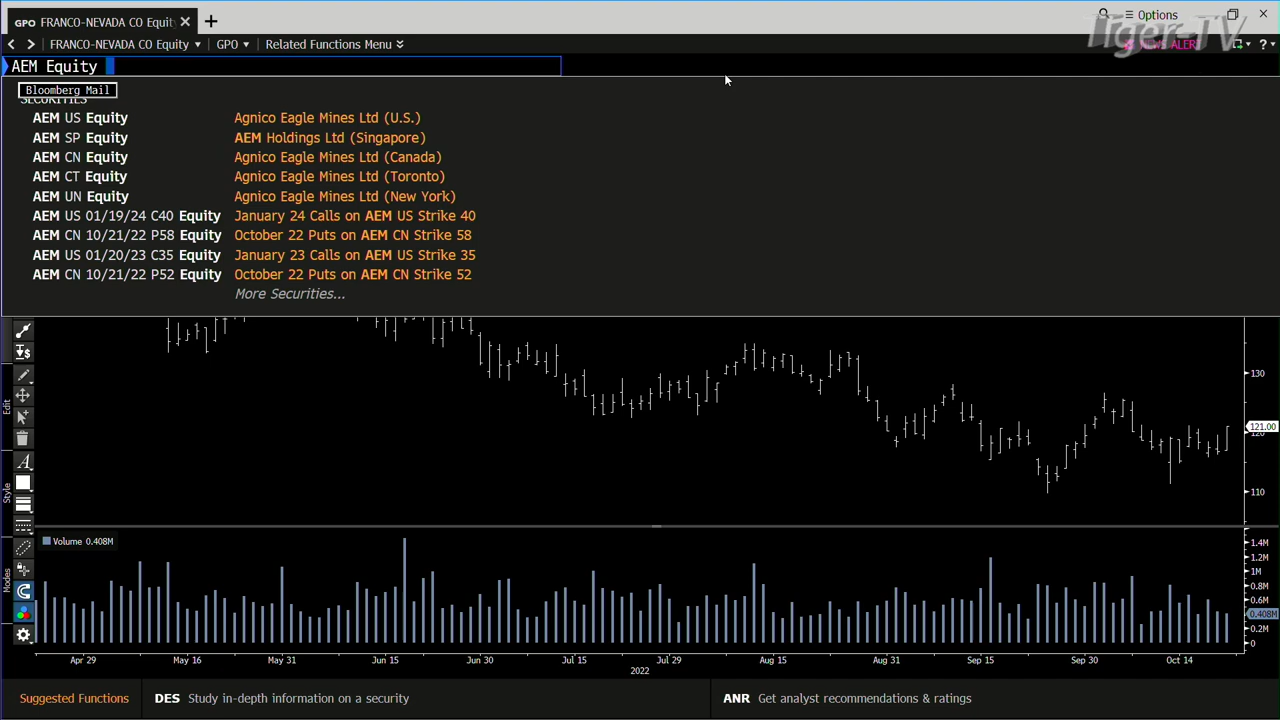 GPO FRANCO-NEVADA CO Equit
Options
Tiger-TV
FRANCO-NEVADA CO Equity GPO Related Functions Menu
NEWS ALERT
?
AEM Equity
Bloomberg Mail
SECURITIES
AEM US Equity Agnico Eagle Mines Ltd (U.S.)
AEM SP Equity AEM Holdings Ltd (Singapore)
AEM CN Equity Agnico Eagle Mines Ltd (Canada)
AEM CT Equity Agnico Eagle Mines Ltd (Toronto)
AEM UN Equity Agnico Eagle Mines Ltd (New York)
AEM US 01/19/24 C40 Equity January 24 Calls on AEM US Strike 40
AEM CN 10/21/22 P58 Equity October 22 Puts on AEM CN Strike 58
AEM US 01/20/23 C35 Equity January 23 Calls on AEM US Strike 35
AEM CN 10/21/22 P52 Equity October 22 Puts on AEM CN Strike 52
More Securities...
130
121.00
120
110
Edit
Style
Modes
A
Volume 0.408M
1.4M
1.2M
1M
0.8M
0.6M
0.408M
0.2M
0
Apr 29 May 16 May 31 Jun 15 Jun 30 Jul 15 Jul 29 Aug 15 Aug 31 Sep 15 Sep 30 Oct 14
2022
Suggested Functions DES Study in-depth information on a security ANR Get analyst recommendations & ratings